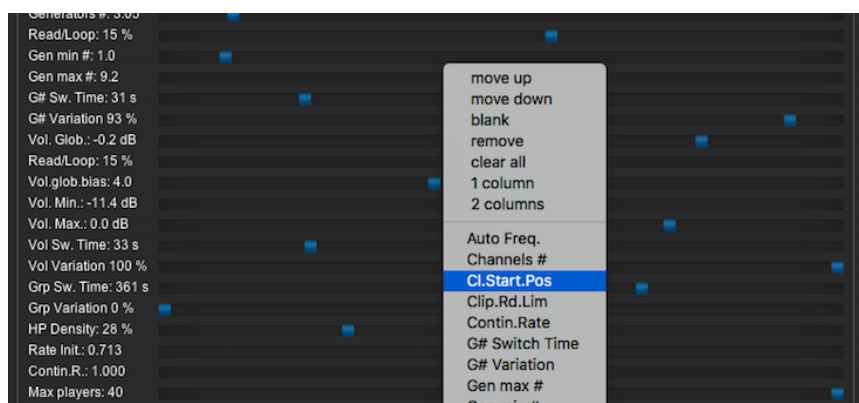 Generators #: 3.05
Read/Loop: 15 %
Gen min #: 1.0
Gen max #: 9.2
G# Sw. Time: 31 s
G# Variation 93 %
Vol. Glob.: -0.2 dB
Read/Loop: 15 %
Vol.glob.bias: 4.0
Vol. Min.: -11.4 dB
Vol. Max.: 0.0 dB
Vol Sw. Time: 33 s
Vol Variation 100 %
Grp Sw. Time: 361 s
Grp Variation 0 %
HP Density: 28 %
Rate Init.: 0.713
Contin.R.: 1.000
Max players: 40
move up
move down
blank
remove
clear all
1 column
2 columns
Auto Freq.
Channels #
Cl.Start.Pos
Clip.Rd.Lim
Contin.Rate
G# Switch Time
G# Variation
Gen max #